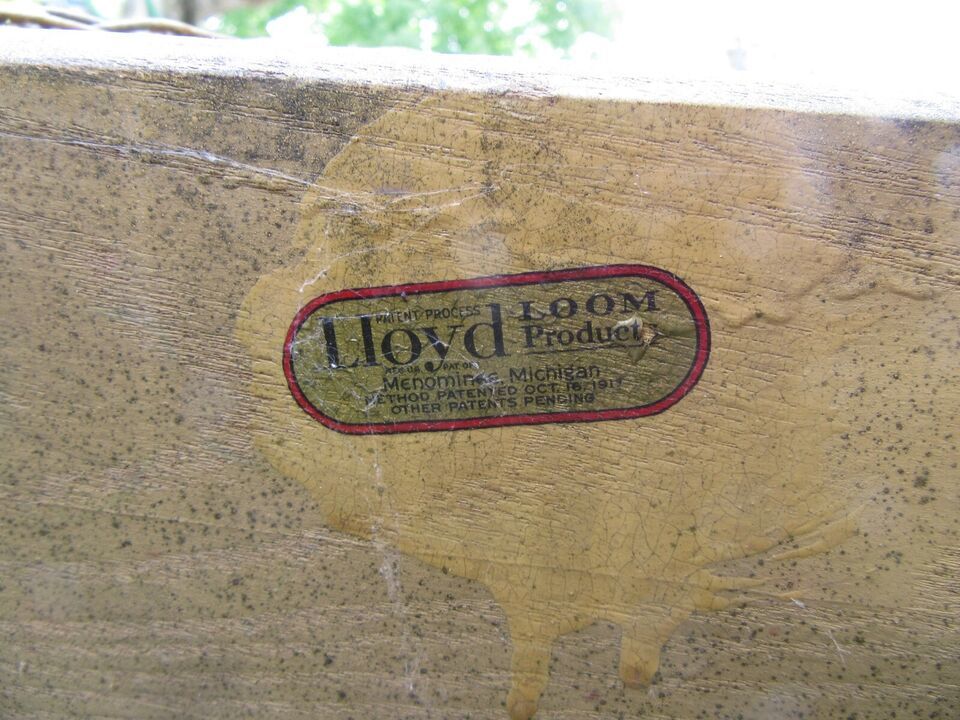 PATENT PROCESS
Lloyd LOOM
Product
REG. U.S. PAT. OFF.
Menominee, Michigan
METHOD PATENTED OCT. 16, 1917
OTHER PATENTS PENDING